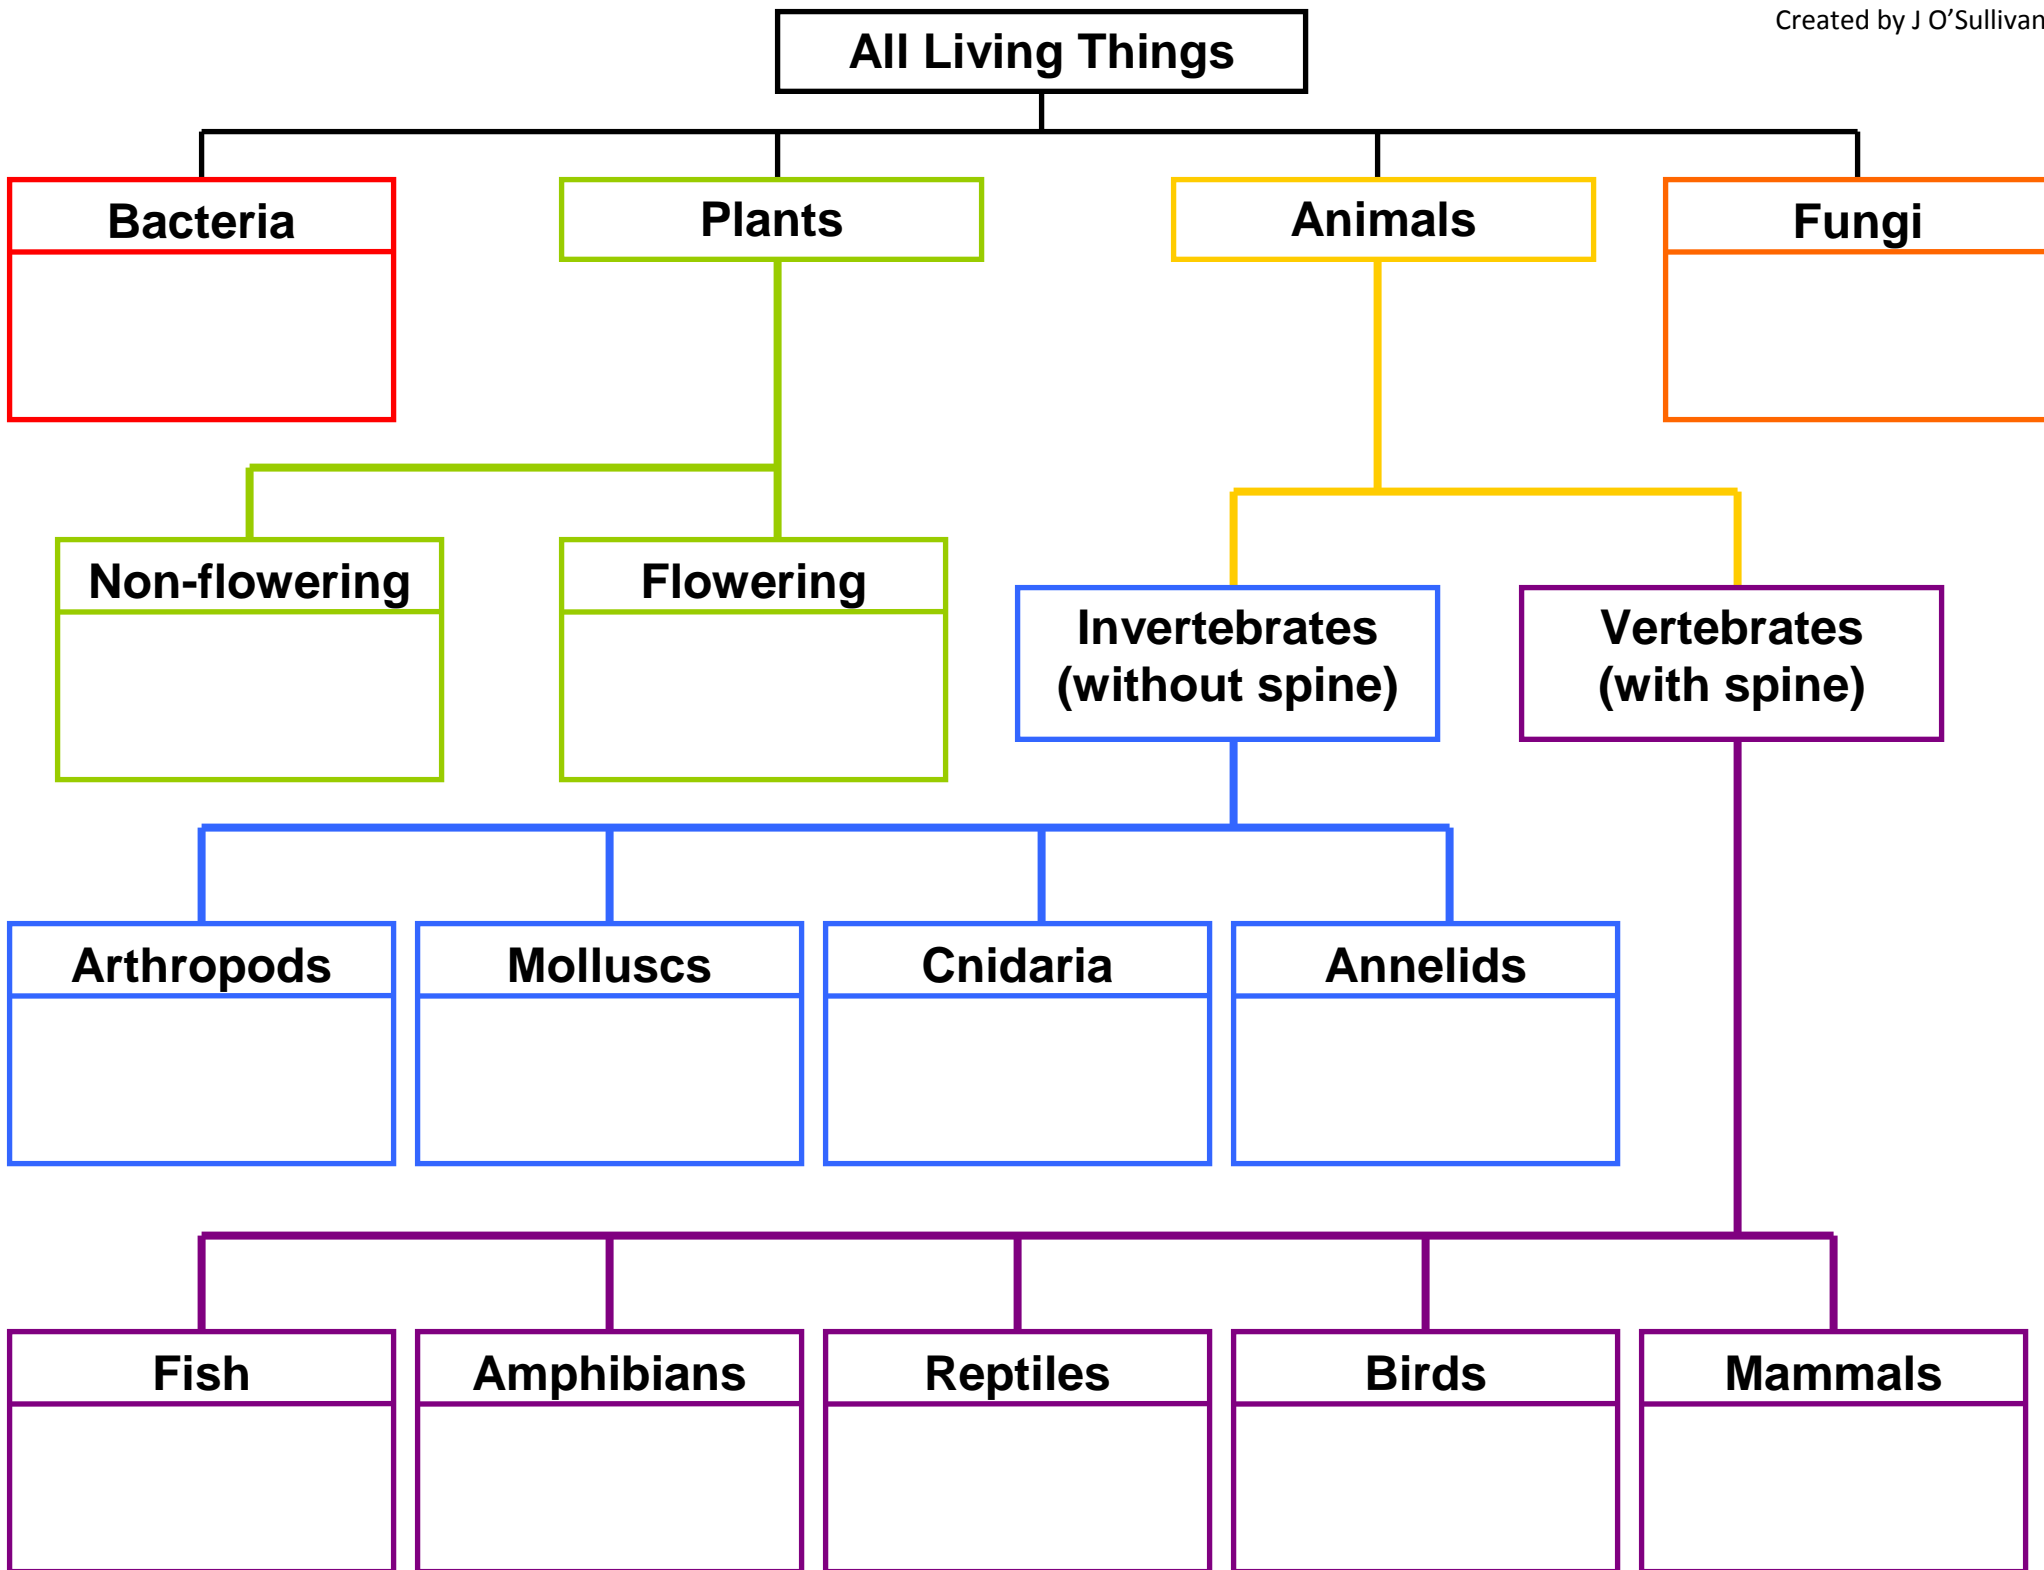 Created by J O’Sullivan
All Living Things
Bacteria
Plants
Animals
Fungi
Non-flowering
Flowering
Invertebrates
(without spine)
Vertebrates
(with spine)
Arthropods
Molluscs
Cnidaria
Annelids
Fish
Amphibians
Reptiles
Birds
Mammals